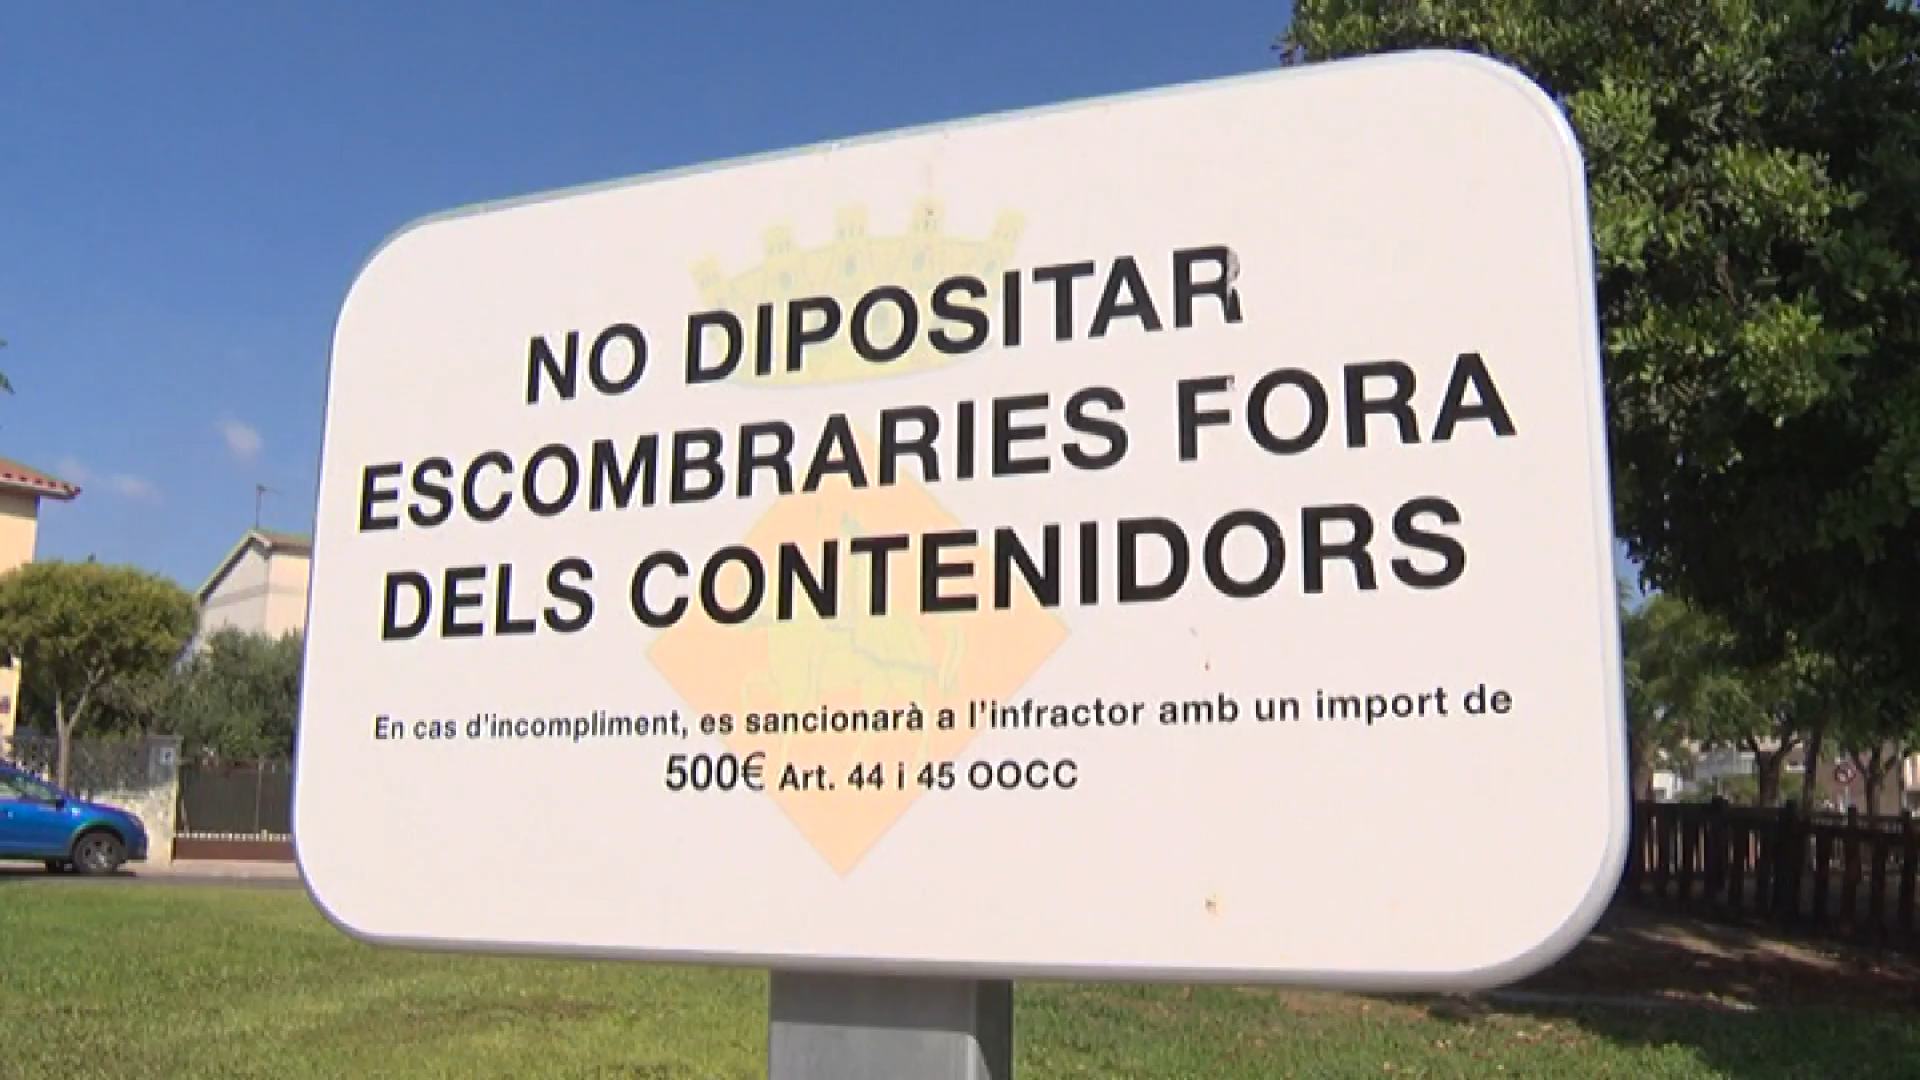 NO DIPOSITAR
ESCOMBRARIES FORA
DELS CONTENIDORS
En cas d'incompliment, es sancionarà a l'infractor amb un import de
500€ Art. 44 i 45 OOCC